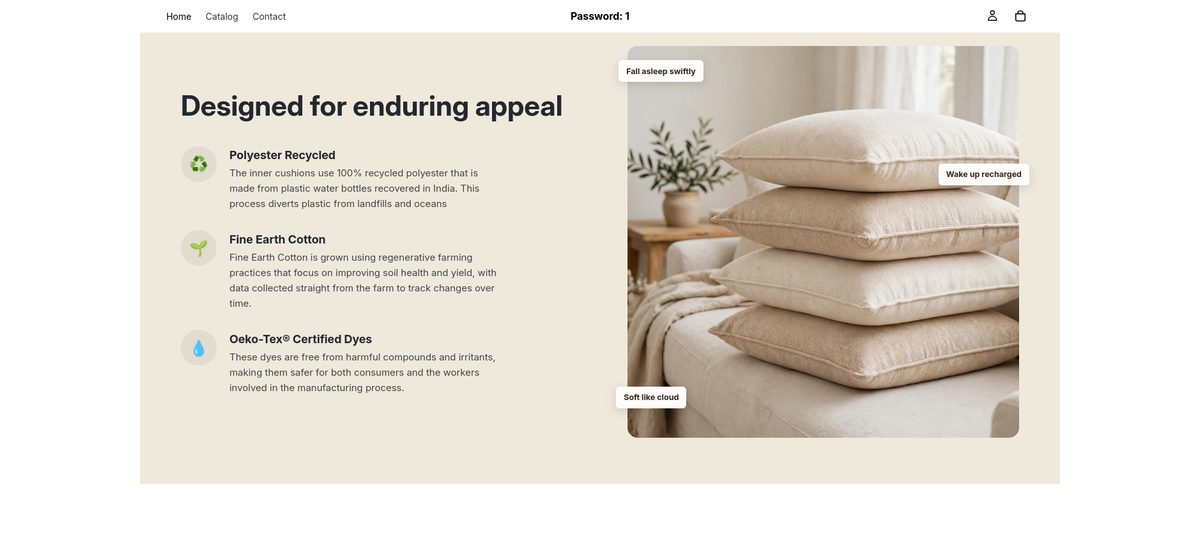 Home Catalog Contact
Password: 1
Designed for enduring appeal
Polyester Recycled
The inner cushions use 100% recycled polyester that is
made from plastic water bottles recovered in India. This
process diverts plastic from landfills and oceans
Fine Earth Cotton
Fine Earth Cotton is grown using regenerative farming
practices that focus on improving soil health and yield, with
data collected straight from the farm to track changes over
time.
Oeko-Tex® Certified Dyes
These dyes are free from harmful compounds and irritants,
making them safer for both consumers and the workers
involved in the manufacturing process.
Fall asleep swiftly
Wake up recharged
Soft like cloud